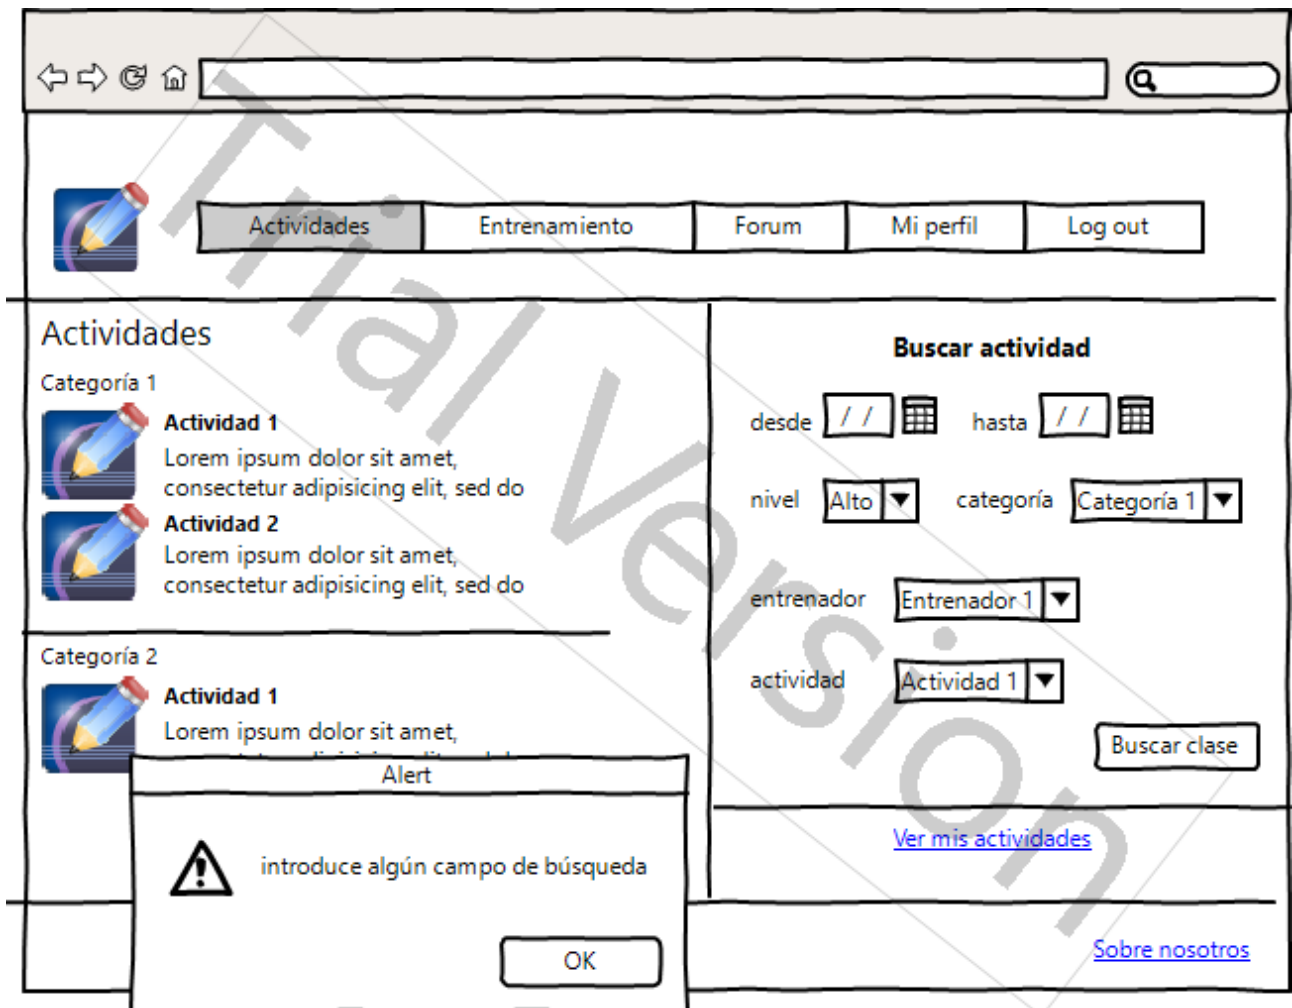 Actividades
Entrenamiento
Forum
Mi perfil
Log out
Actividades
Categoría 1
Actividad 1
Lorem ipsum dolor sit amet,
consectetur adipisicing elit, sed do
Actividad 2
Lorem ipsum dolor sit amet,
consectetur adipisicing elit, sed do
Categoría 2
Actividad 1
Lorem ipsum dolor sit amet,
Buscar actividad
desde / / hasta / /
nivel Alto categoría Categoría 1
entrenador Entrenador 1
actividad Actividad 1
Buscar clase
Ver mis actividades
Alert
introduce algún campo de búsqueda
OK
Sobre nosotros
Trial Version